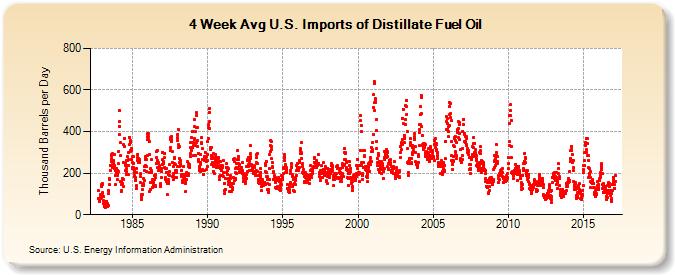 4 Week Avg U.S. Imports of Distillate Fuel Oil
Thousand Barrels per Day
800
600
400
200
0
1985 1990 1995 2000 2005 2010 2015
Source: U.S. Energy Information Administration